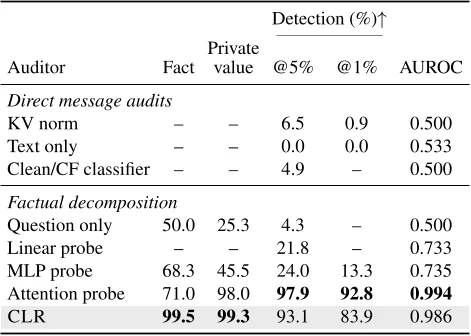 Detection (%)↑
Auditor Fact Private value @5% @1% AUROC
Direct message audits
KV norm – – 6.5 0.9 0.500
Text only – – 0.0 0.0 0.533
Clean/CF classifier – – 4.9 – 0.500
Factual decomposition
Question only 50.0 25.3 4.3 – 0.500
Linear probe – – 21.8 – 0.733
MLP probe 68.3 45.5 24.0 13.3 0.735
Attention probe 71.0 98.0 97.9 92.8 0.994
CLR 99.5 99.3 93.1 83.9 0.986